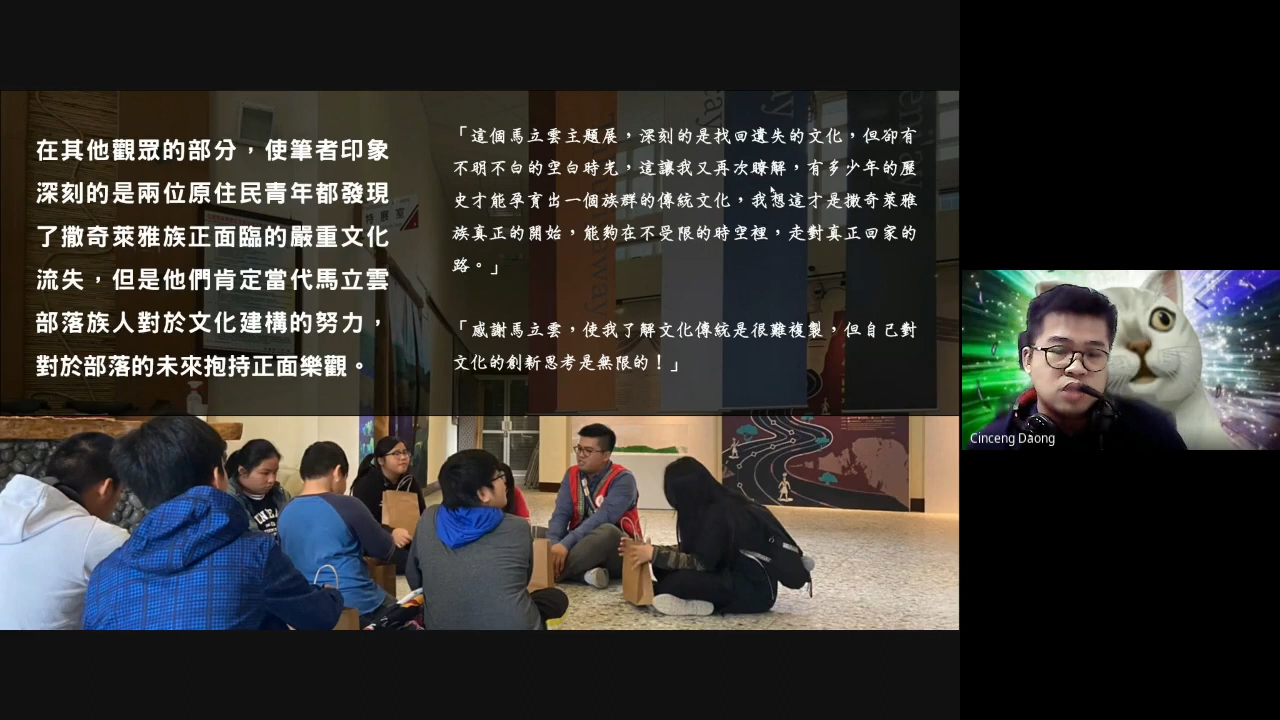 在其他觀眾的部分，使筆者印象
深刻的是兩位原住民青年都發現
了撒奇萊雅族正面臨的嚴重文化
流失，但是他們肯定當代馬立雲
部落族人對於文化建構的努力，
對於部落的未來抱持正面樂觀。
「這個馬立雲主題展，深刻的是找回遺失的文化，但卻有
不明不白的空白時光，這讓我又再次瞭解，有多少年的歷
史才能孕育出一個族群的傳統文化，我想這才是撒奇萊雅
族真正的開始，能夠在不受限的時空裡，走對真正回家的
路。」
「感謝馬立雲，使我了解文化傳統是很難複製，但自己對
文化的創新思考是無限的！」
特展室
Cinceng Daong